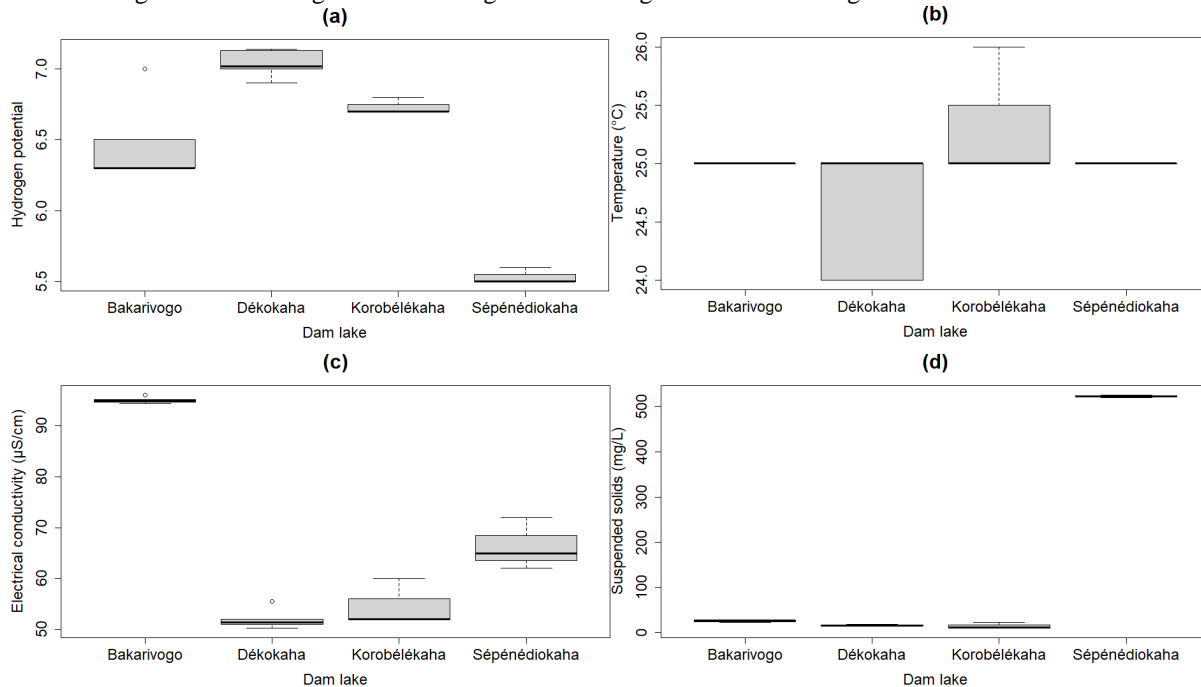 (a)
Hydrogen potential
7.0
6.5
6.0
5.5
Bakarivogo Dékokaha Korobélékaha Sépénédiokaha
Dam lake
(b)
Temperature (°C)
26.0
25.5
25.0
24.5
24.0
Bakarivogo Dékokaha Korobélékaha Sépénédiokaha
Dam lake
(c)
Electrical conductivity (µS/cm)
90
80
70
60
50
Bakarivogo Dékokaha Korobélékaha Sépénédiokaha
Dam lake
(d)
Suspended solids (mg/L)
500
400
300
200
100
0
Bakarivogo Dékokaha Korobélékaha Sépénédiokaha
Dam lake